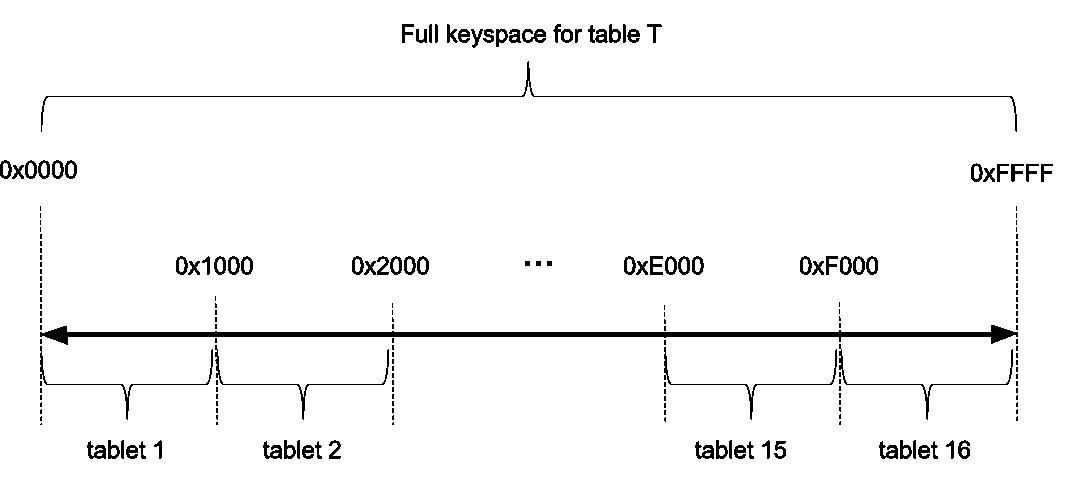 Full keyspace for table T
0x0000
0xFFFF
0x1000
0x2000
...
0xE000
0xF000
tablet 1
tablet 2
tablet 15
tablet 16